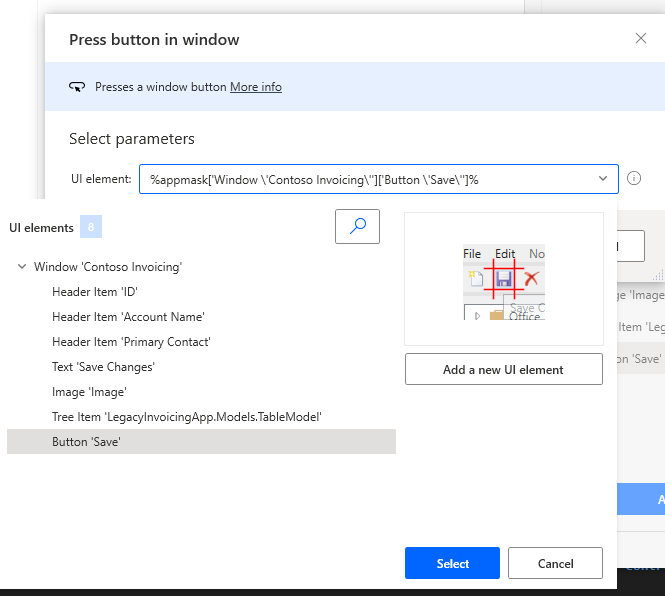 Press button in window
Presses a window button More info
Select parameters
UI element: %appmask['Window \'Contoso Invoicing\'']['Button \'Save\'']%
UI elements 8
Window 'Contoso Invoicing'
Header Item 'ID'
Header Item 'Account Name'
Header Item 'Primary Contact'
Text 'Save Changes'
Image 'Image'
Tree Item 'LegacyInvoicingApp.Models.TableModel'
Button 'Save'
File Edit No
Save C
Office
Add a new UI element
Select Cancel
ge 'Image
Item 'Leg
on 'Save'
A